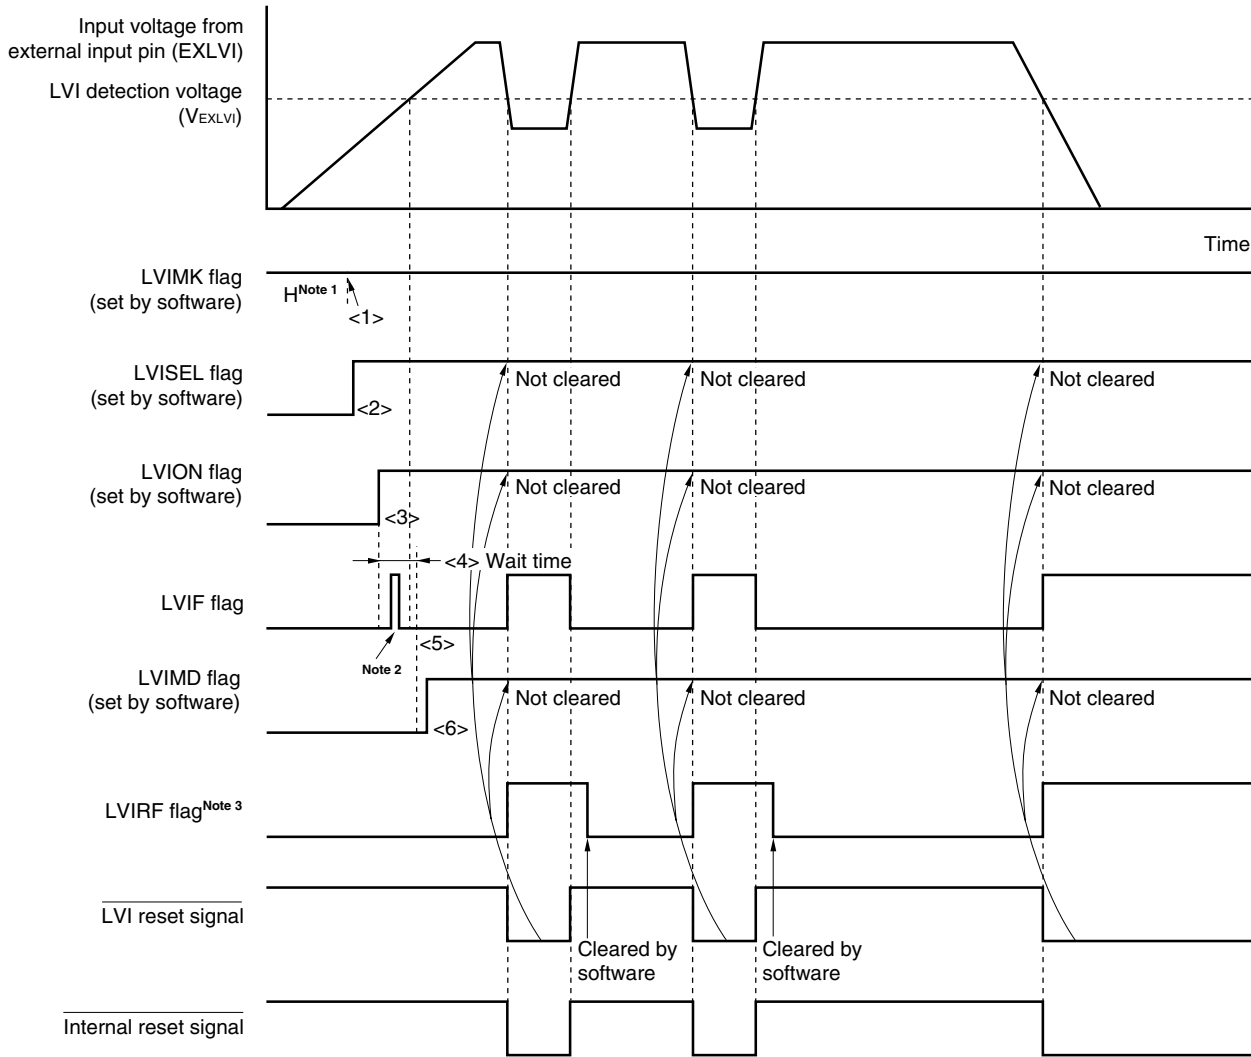 Input voltage from
external input pin (EXLVI)
LVI detection voltage
(VEXLVI)
Time
LVIMK flag
(set by software)
HNote 1
<1>
LVISEL flag
(set by software)
<2>
Not cleared
Not cleared
Not cleared
LVION flag
(set by software)
<3>
Not cleared
Not cleared
Not cleared
<4> Wait time
LVIF flag
Note 2
<5>
LVIMD flag
(set by software)
<6>
Not cleared
Not cleared
Not cleared
LVIRF flagNote 3
LVI reset signal
Cleared by
software
Cleared by
software
Internal reset signal